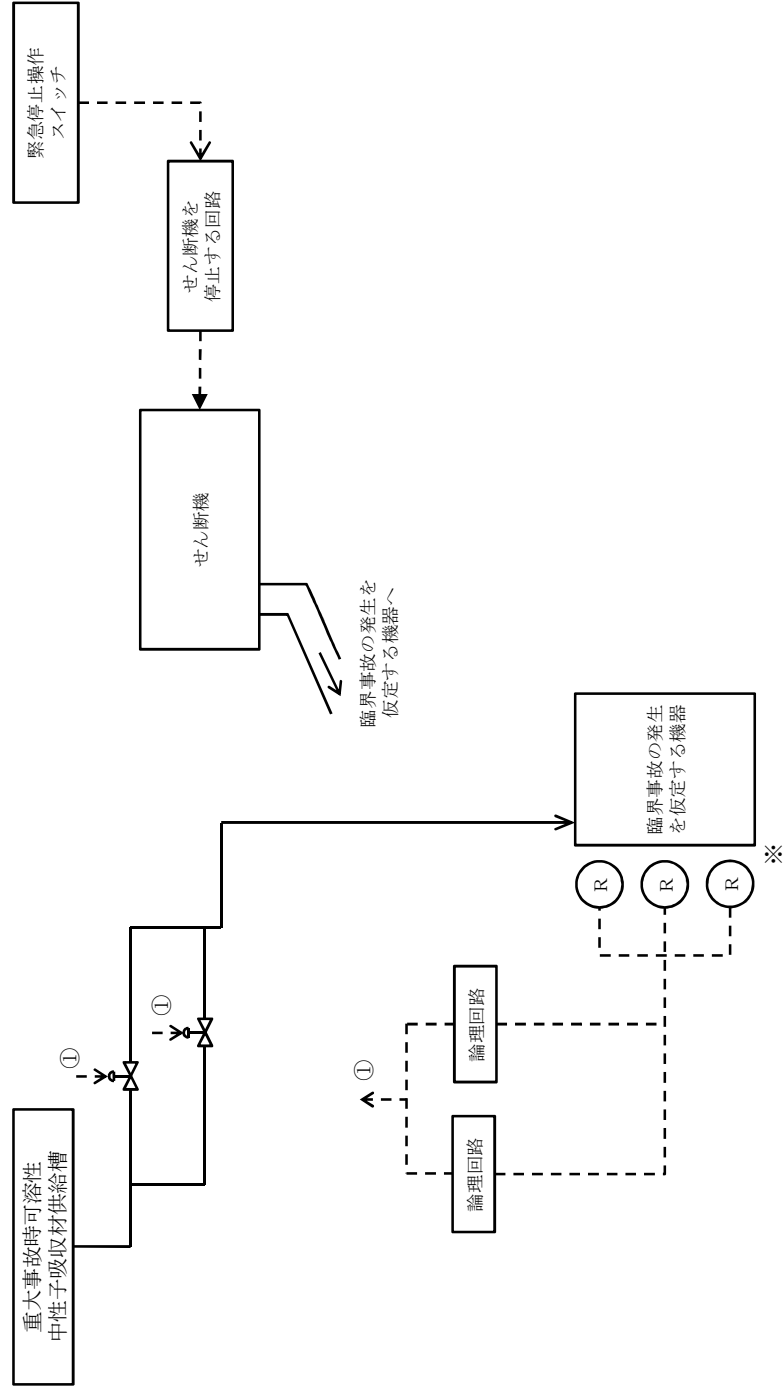 重大事故時可溶性
中性子吸収材供給槽
①
①
①
論理回路
論理回路
R
R
R
※
臨界事故の発生
を仮定する機器
せん断機
臨界事故の発生を
仮定する機器へ
せん断機を
停止する回路
緊急停止操作
スイッチ